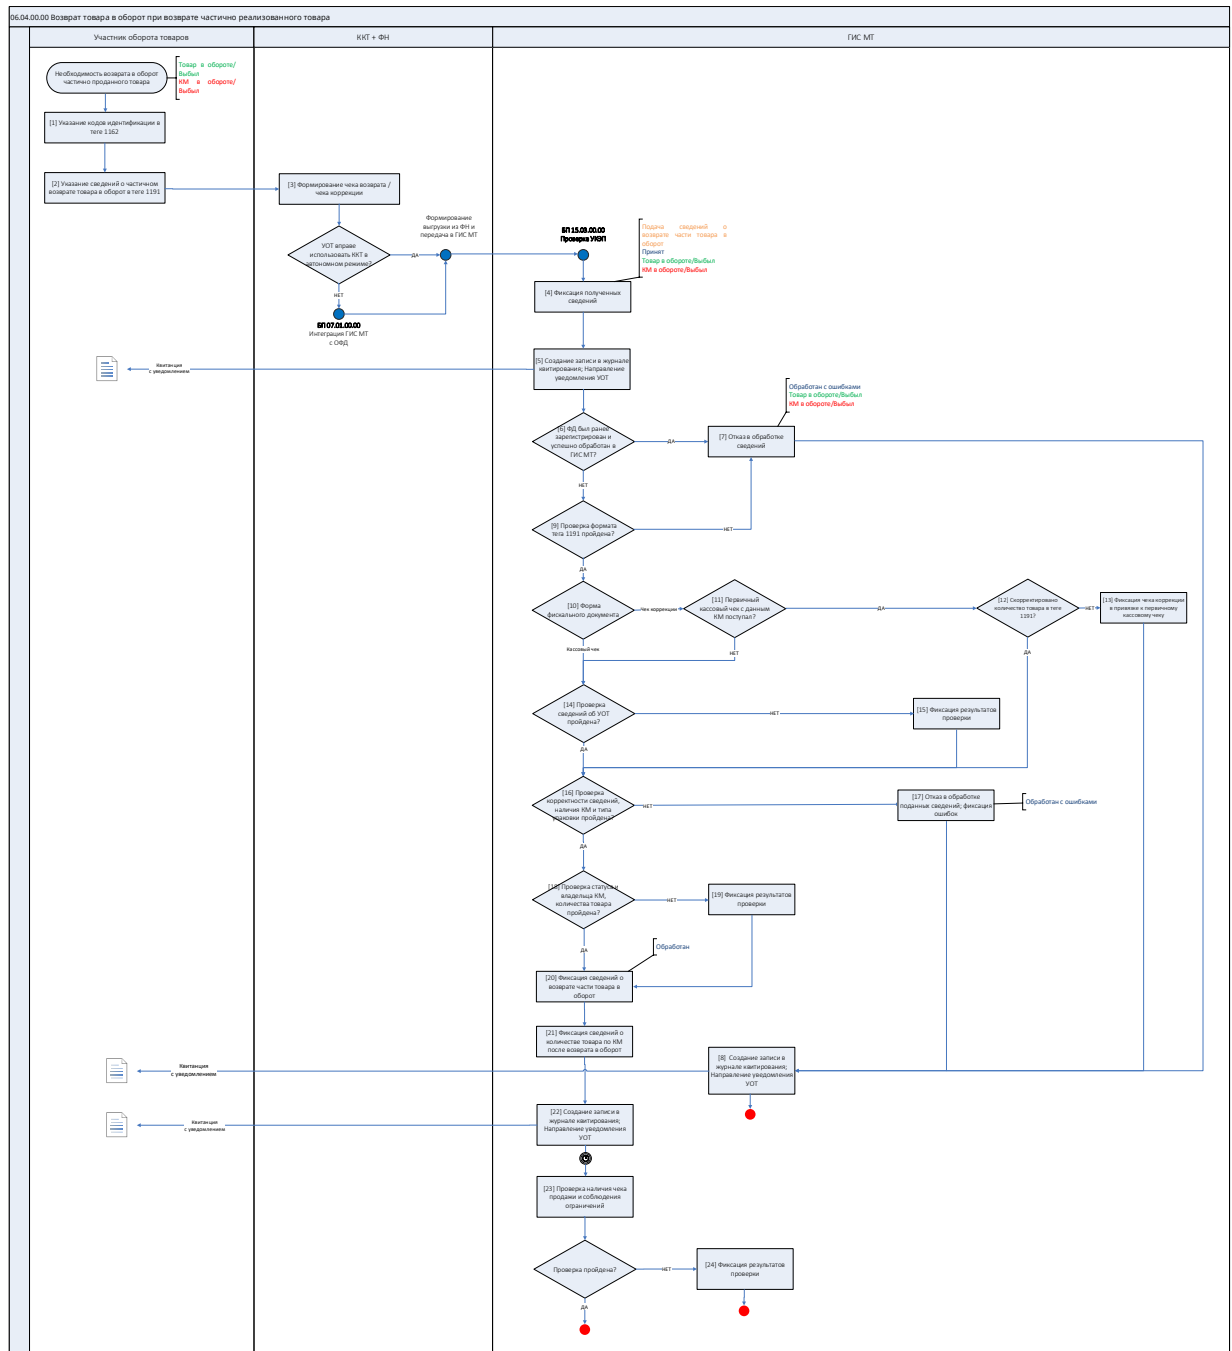 06.04.00.00 Возврат товара в оборот при возврате частично реализованного товара
Участник оборота товаров
ККТ + ФН
ГИС МТ
Необходимость возврата в оборот
частично проданного товара
Товар в обороте/
Выбыл
КМ в обороте/
Выбыл
[1] Указание кодов идентификации в
теге 1162
[2] Указание сведений о частичном
возврате товара в оборот в теге 1191
[3] Формирование чека возврата /
чека коррекции
УОТ вправе
использовать ККТ в
автономном режиме?
ДА
НЕТ
Формирование
выгрузки из ФН и
передача в ГИС МТ
БП 07.01.00.00
Интеграция ГИС МТ
с ОФД
БП 15.03.00.00
Проверка УКЭП
Подача сведений о
возврате части товара в
оборот
Принят
Товар в обороте/Выбыл
КМ в обороте/Выбыл
[4] Фиксация полученных
сведений
[5] Создание записи в журнале
квитирования; Направление
уведомления УОТ
Квитанция
с уведомлением
Обработан с ошибками
Товар в обороте/Выбыл
КМ в обороте/Выбыл
[6] ФД был ранее
зарегистрирован и
успешно обработан в
ГИС МТ?
ДА
[7] Отказ в обработке
сведений
НЕТ
[9] Проверка формата
тега 1191 пройдена?
НЕТ
ДА
[10] Форма
фискального документа
Чек коррекции
[11] Первичный
кассовый чек с данным
КМ поступал?
ДА
[12] Скорректировано
количество товара в теге
1191?
НЕТ
[13] Фиксация чека коррекции
в привязке к первичному
кассовому чеку
Кассовый чек
НЕТ
ДА
[14] Проверка
сведений об УОТ
пройдена?
НЕТ
[15] Фиксация результатов
проверки
ДА
[16] Проверка
корректности сведений,
наличия КМ и типа
упаковки пройдена?
НЕТ
[17] Отказ в обработке
поданных сведений; фиксация
ошибок
Обработан с ошибками
ДА
[18] Проверка статуса и
владельца КМ,
количества товара
пройдена?
НЕТ
[19] Фиксация результатов
проверки
ДА
Обработан
[20] Фиксация сведений о
возврате части товара в
оборот
[21] Фиксация сведений о
количестве товара по КМ
после возврата в оборот
[8] Создание записи в
журнале квитирования;
Направление уведомления
УОТ
Квитанция
с уведомлением
[22] Создание записи в
журнале квитирования;
Направление уведомления
УОТ
Квитанция
с уведомлением
[23] Проверка наличия чека
продажи и соблюдения
ограничений
Проверка пройдена?
НЕТ
[24] Фиксация результатов
проверки
ДА